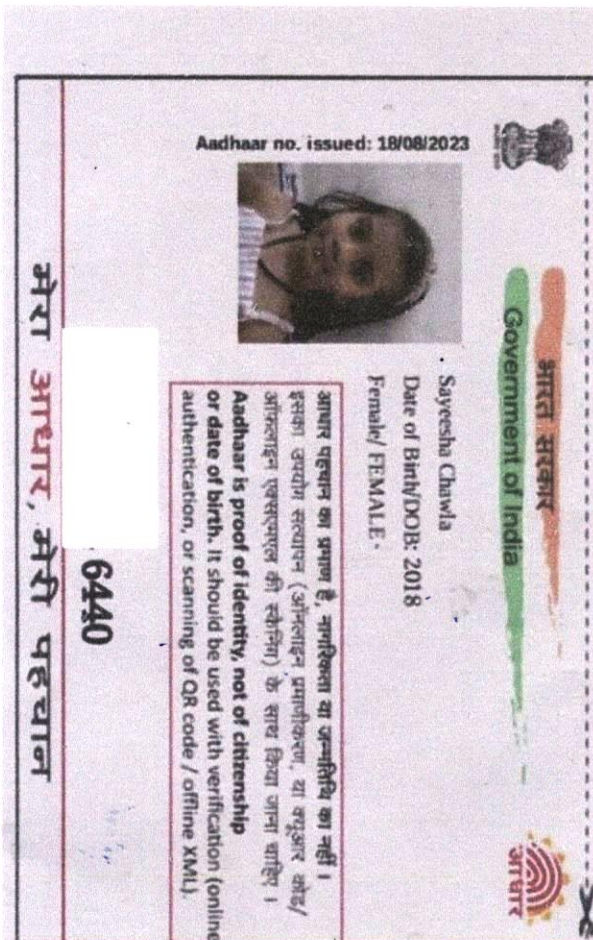 भारत सरकार
Government of India
Aadhaar no. issued: 18/08/2023
Sayeesha Chawla
Date of Birth/DOB: 2018
Female/ FEMALE
आधार पहचान का प्रमाण है, नागरिकता या जन्मतिथि का नहीं।
इसका उपयोग सत्यापन (ऑनलाइन प्रमाणीकरण, या क्यूआर कोड/
ऑफलाइन एक्सएमएल की स्कैनिंग) के साथ किया जाना चाहिए।
Aadhaar is proof of identity, not of citizenship
or date of birth. It should be used with verification (online
authentication, or scanning of QR code / offline XML).
6440
मेरा आधार, मेरी पहचान
आधार